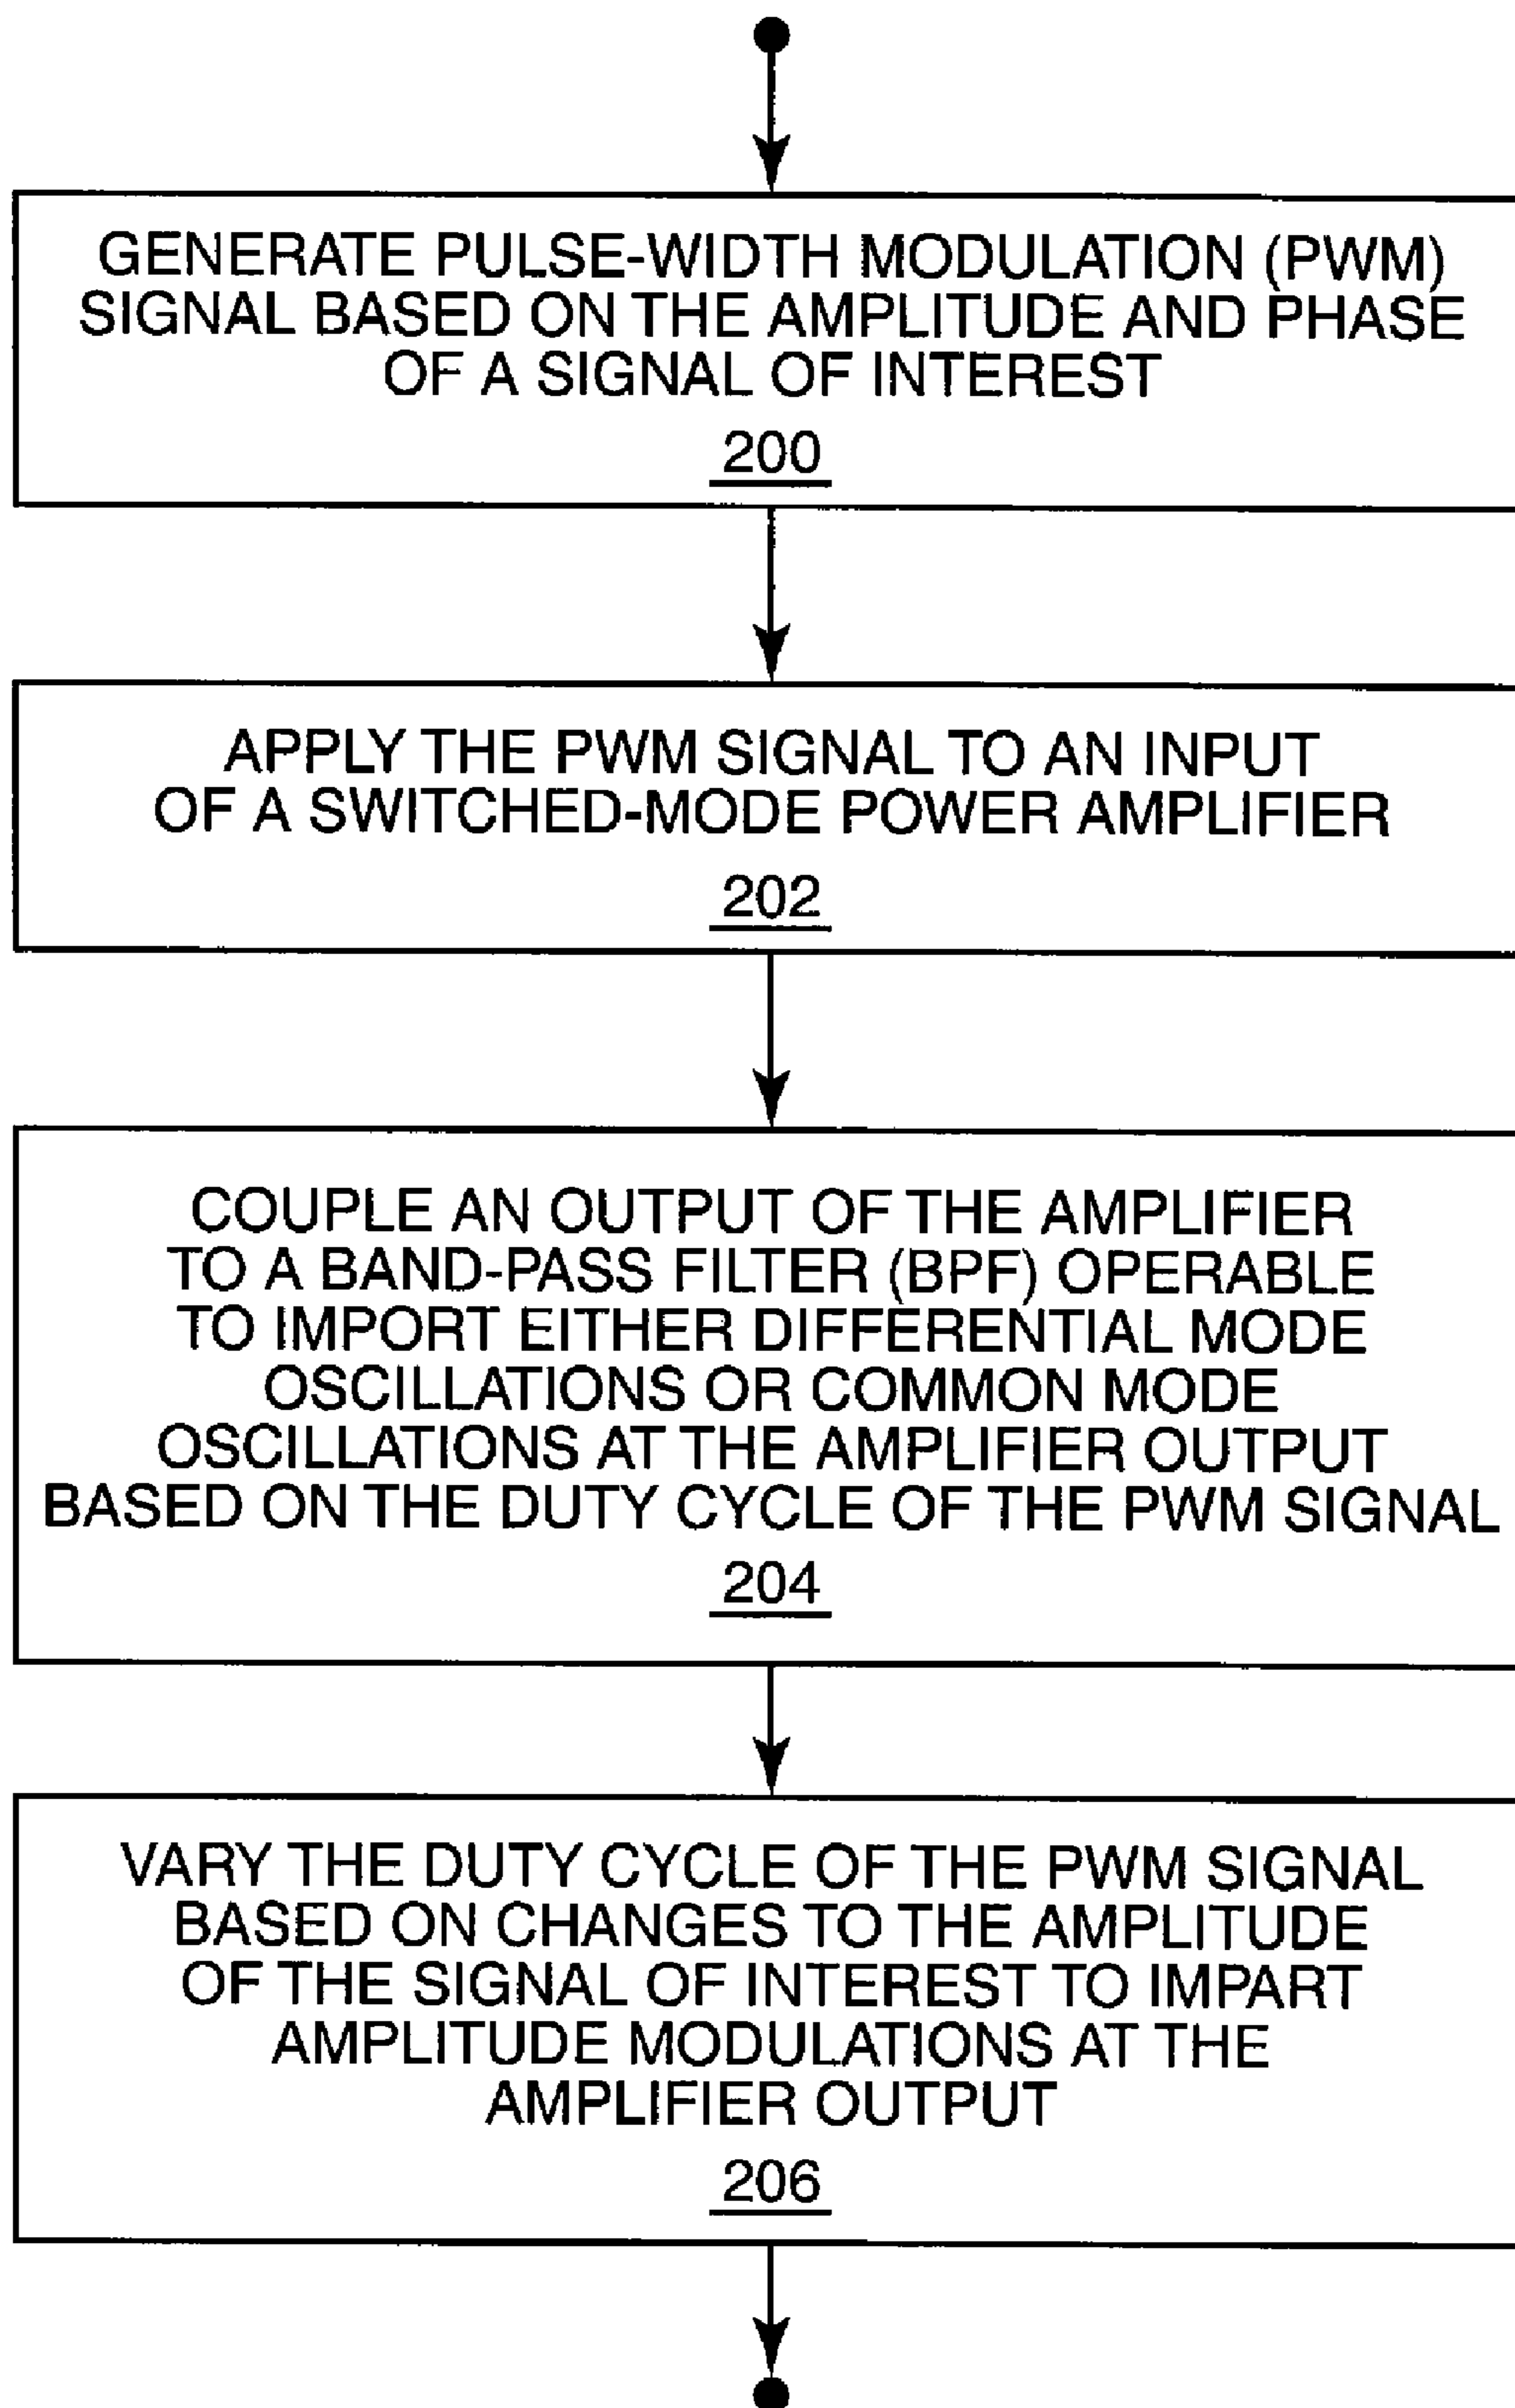 GENERATE PULSE-WIDTH MODULATION (PWM)
SIGNAL BASED ON THE AMPLITUDE AND PHASE
OF A SIGNAL OF INTEREST
200
APPLY THE PWM SIGNAL TO AN INPUT
OF A SWITCHED-MODE POWER AMPLIFIER
202
COUPLE AN OUTPUT OF THE AMPLIFIER
TO A BAND-PASS FILTER (BPF) OPERABLE
TO IMPORT EITHER DIFFERENTIAL MODE
OSCILLATIONS OR COMMON MODE
OSCILLATIONS AT THE AMPLIFIER OUTPUT
BASED ON THE DUTY CYCLE OF THE PWM SIGNAL
204
VARY THE DUTY CYCLE OF THE PWM SIGNAL
BASED ON CHANGES TO THE AMPLITUDE
OF THE SIGNAL OF INTEREST TO IMPART
AMPLITUDE MODULATIONS AT THE
AMPLIFIER OUTPUT
206